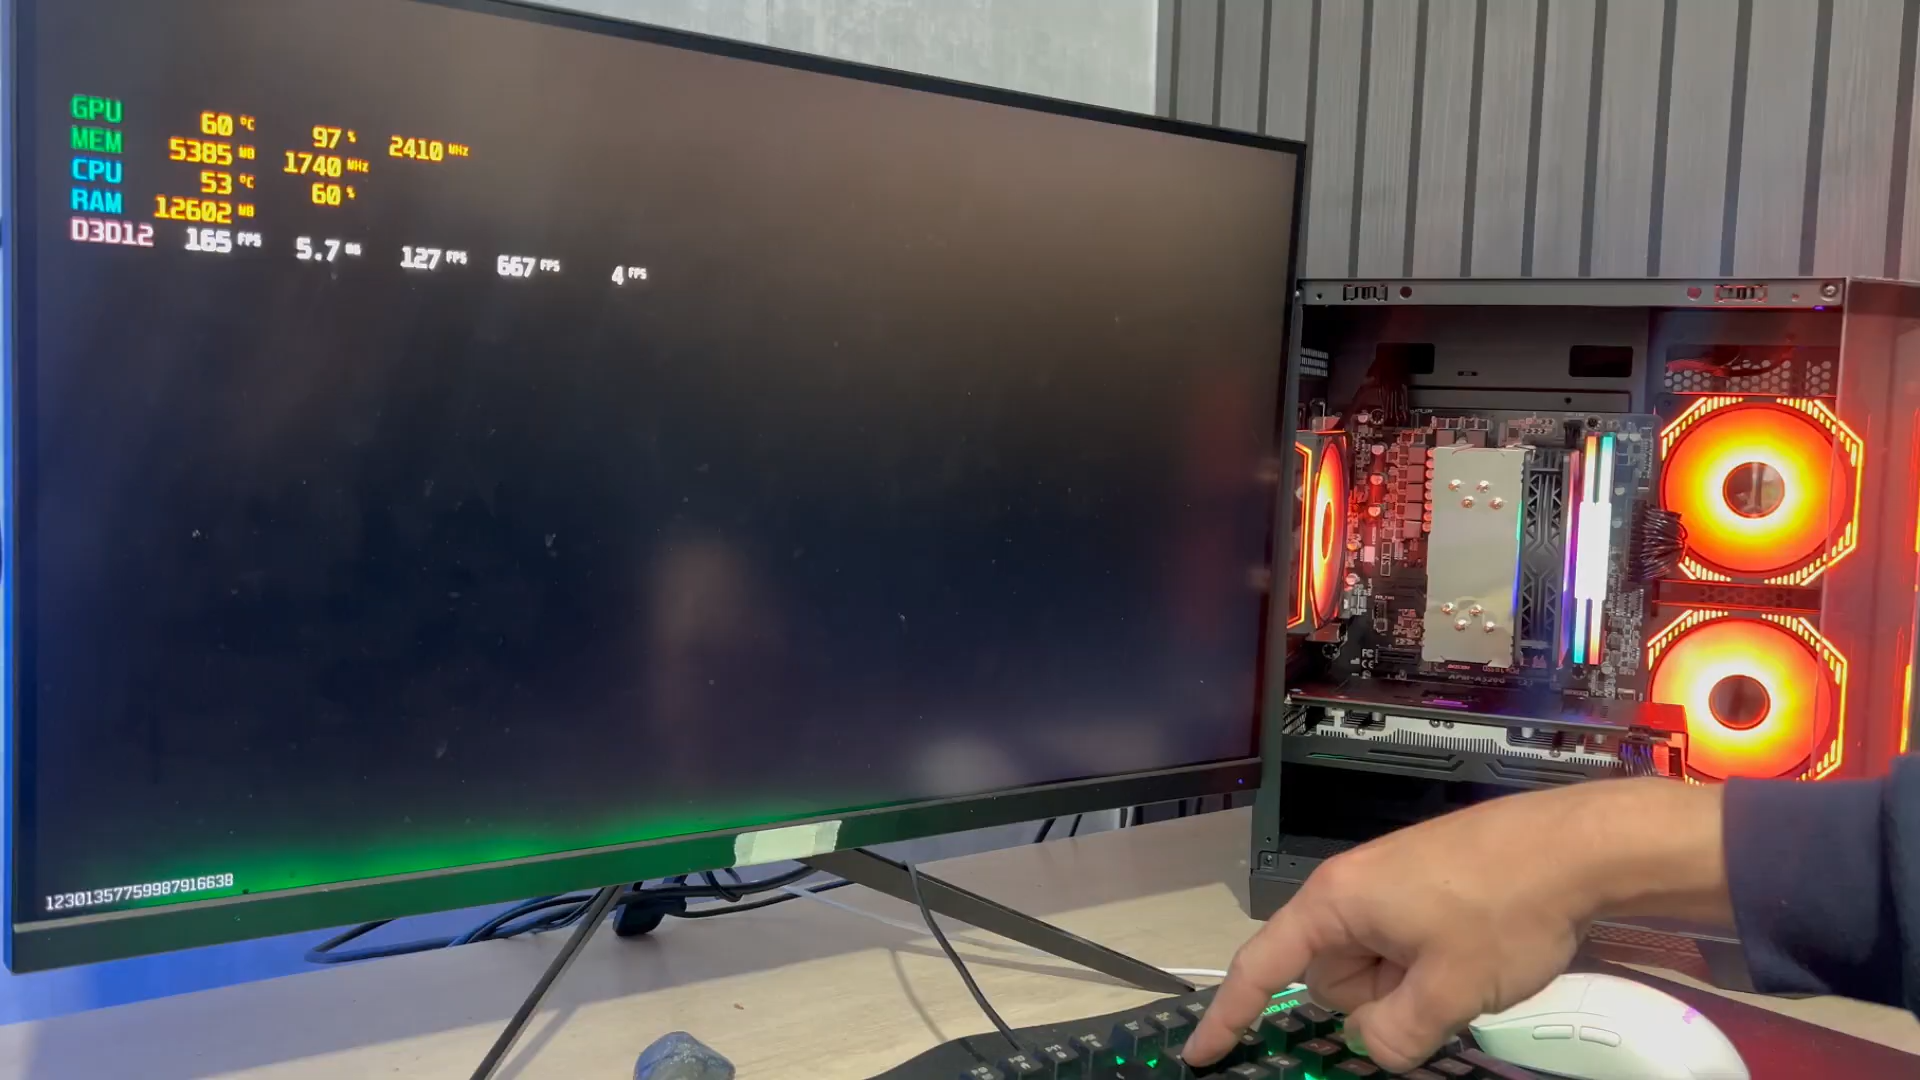 GPU 60 °C 97 % 2410 MHz
MEM 5385 MB 1740 MHz
CPU 53 °C 60 %
RAM 12602 MB
D3D12 165 FPS 5.7 ms 127 FPS 667 FPS 4 FPS
12301357759987916638